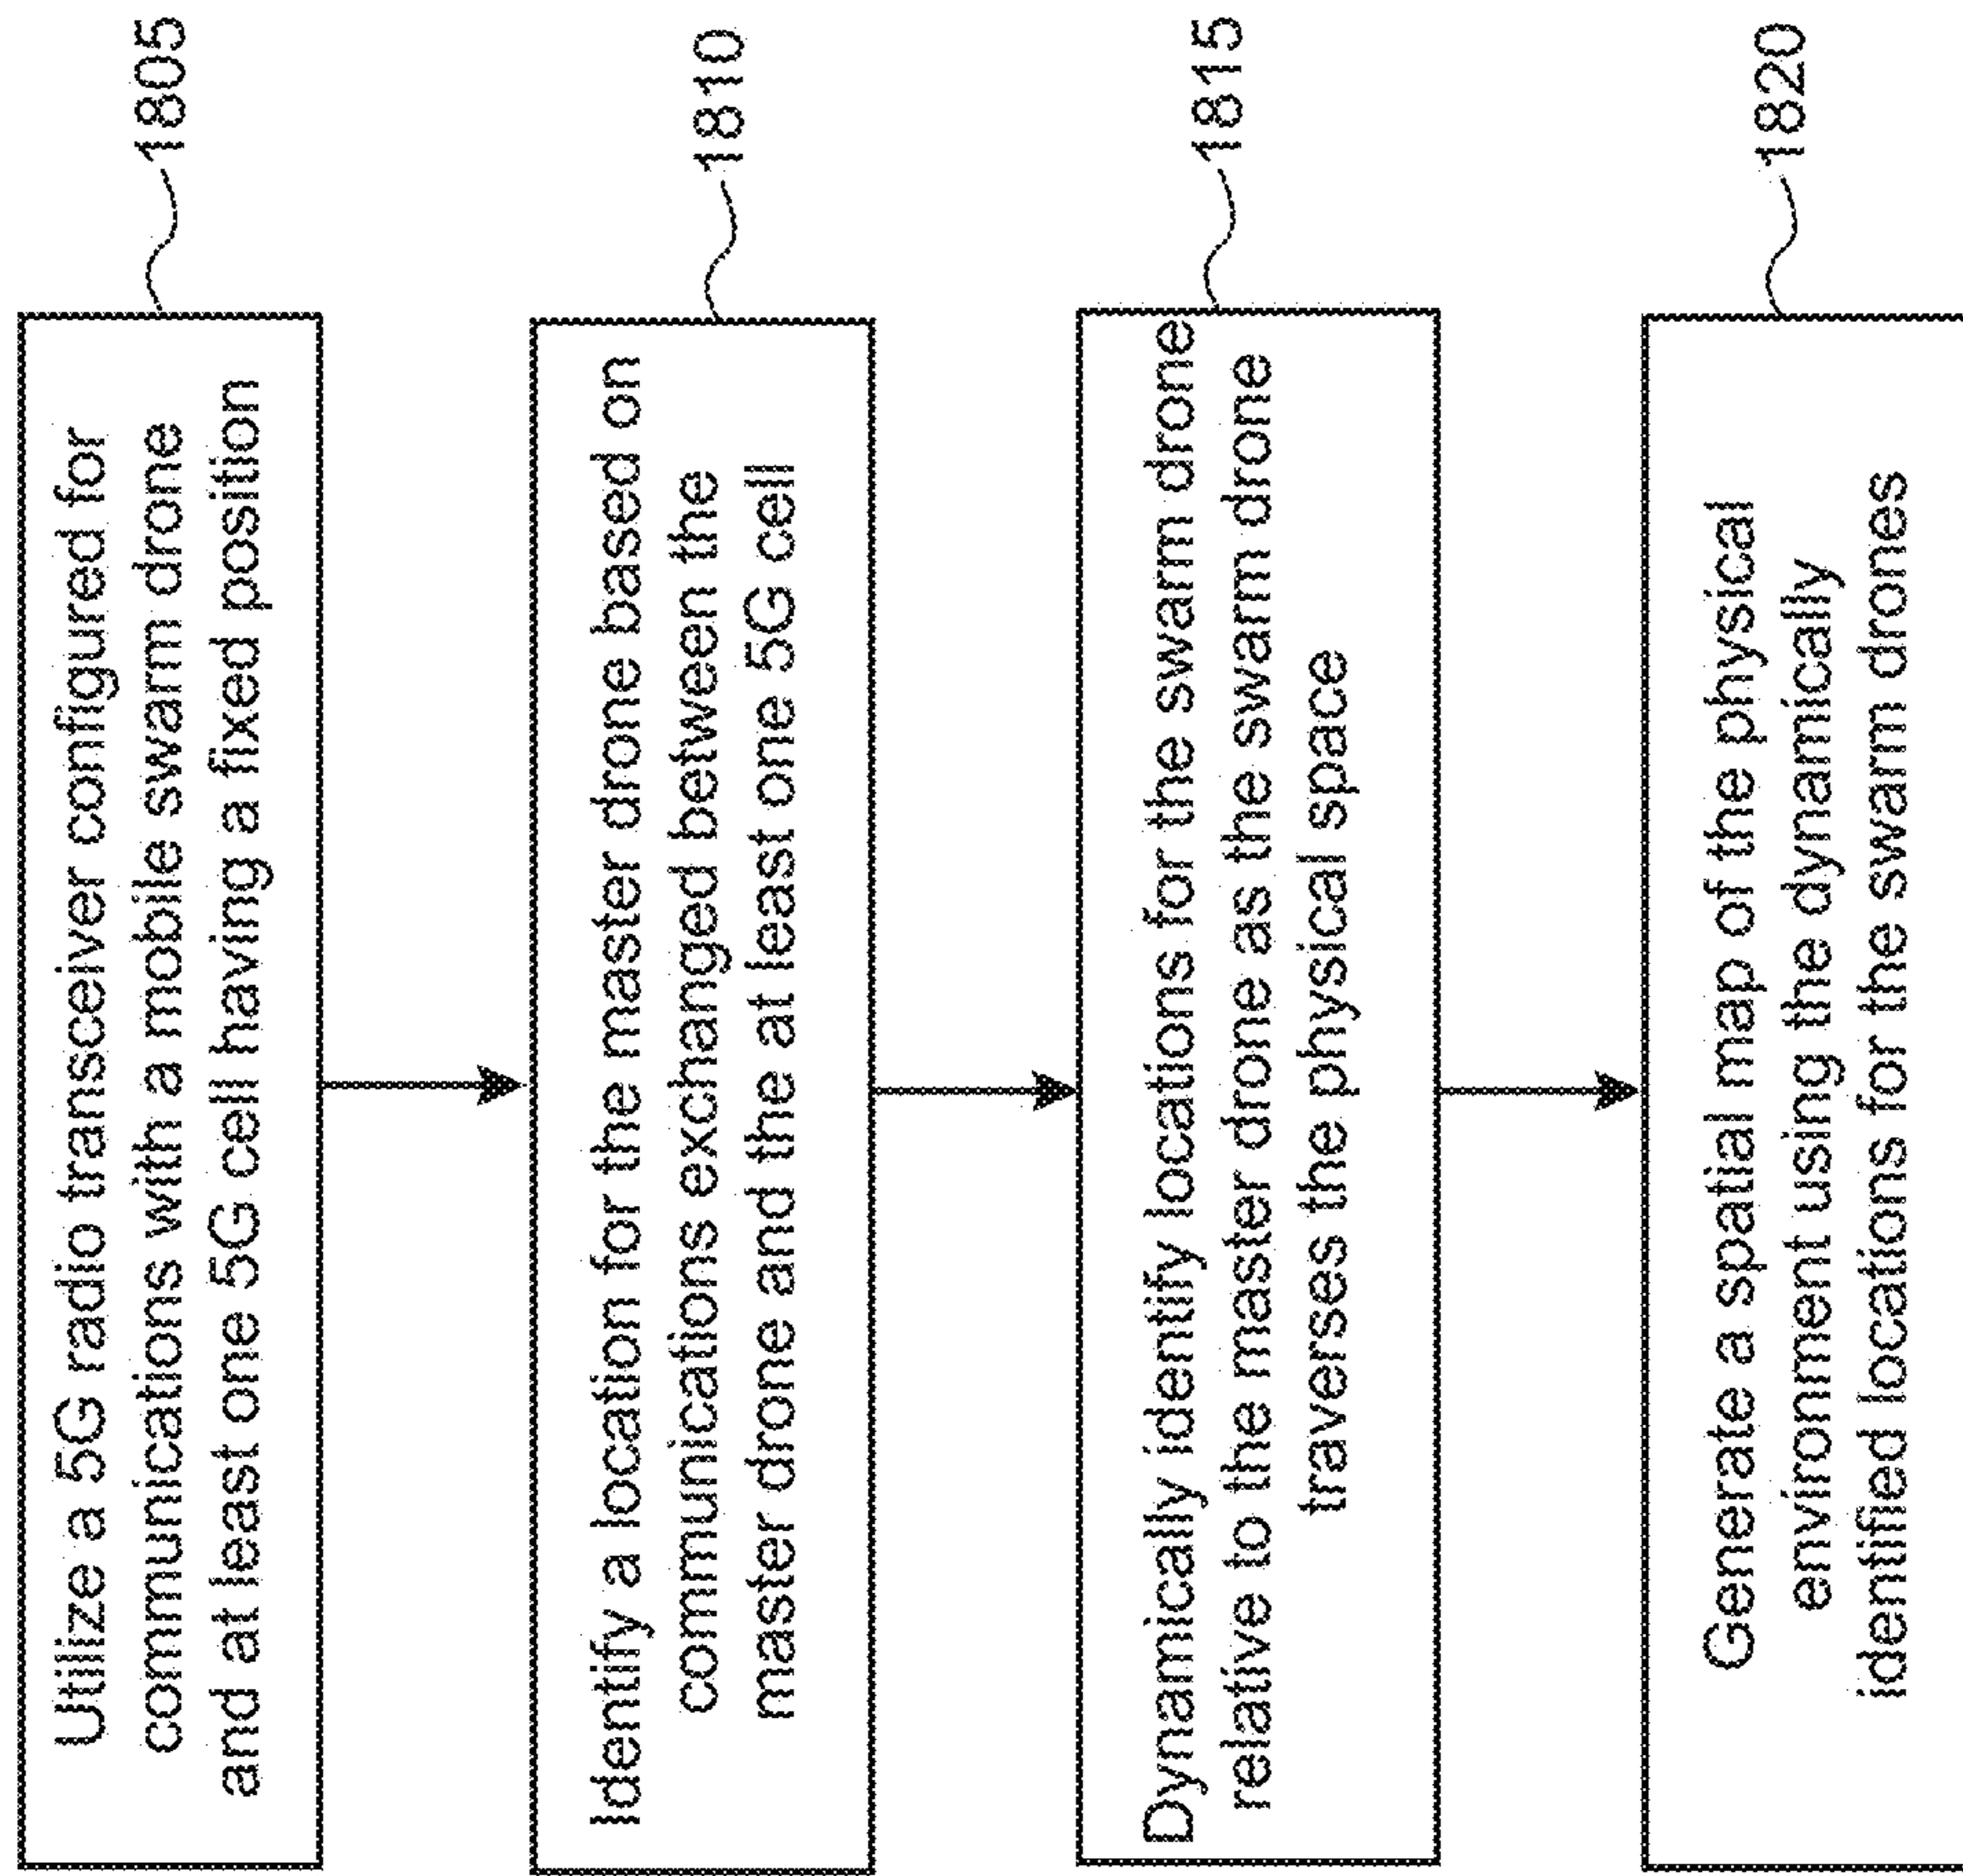 Utilize a 5G radio transceiver configured for
communications with a mobile swarm drone
and at least one 5G cell having a fixed position
1805
Identify a location for the master drone based on
communications exchanged between the
master drone and the at least one 5G cell
1810
Dynamically identify locations for the swarm drone
relative to the master drone as the swarm drone
traverses the physical space
1815
Generate a spatial map of the physical
environment using the dynamically
identified locations for the swarm drones
1820